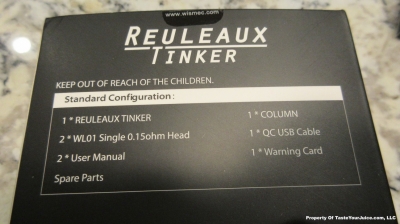 www.wismec.com
REULEAUX
TINKER
KEEP OUT OF REACH OF THE CHILDREN.
Standard Configuration:
1 * REULEAUX TINKER
1 * COLUMN
2 * WL01 Single 0.15ohm Head
1 * QC USB Cable
2 * User Manual
1 * Warning Card
Spare Parts
Property Of TasteYourJuice.com, LLC